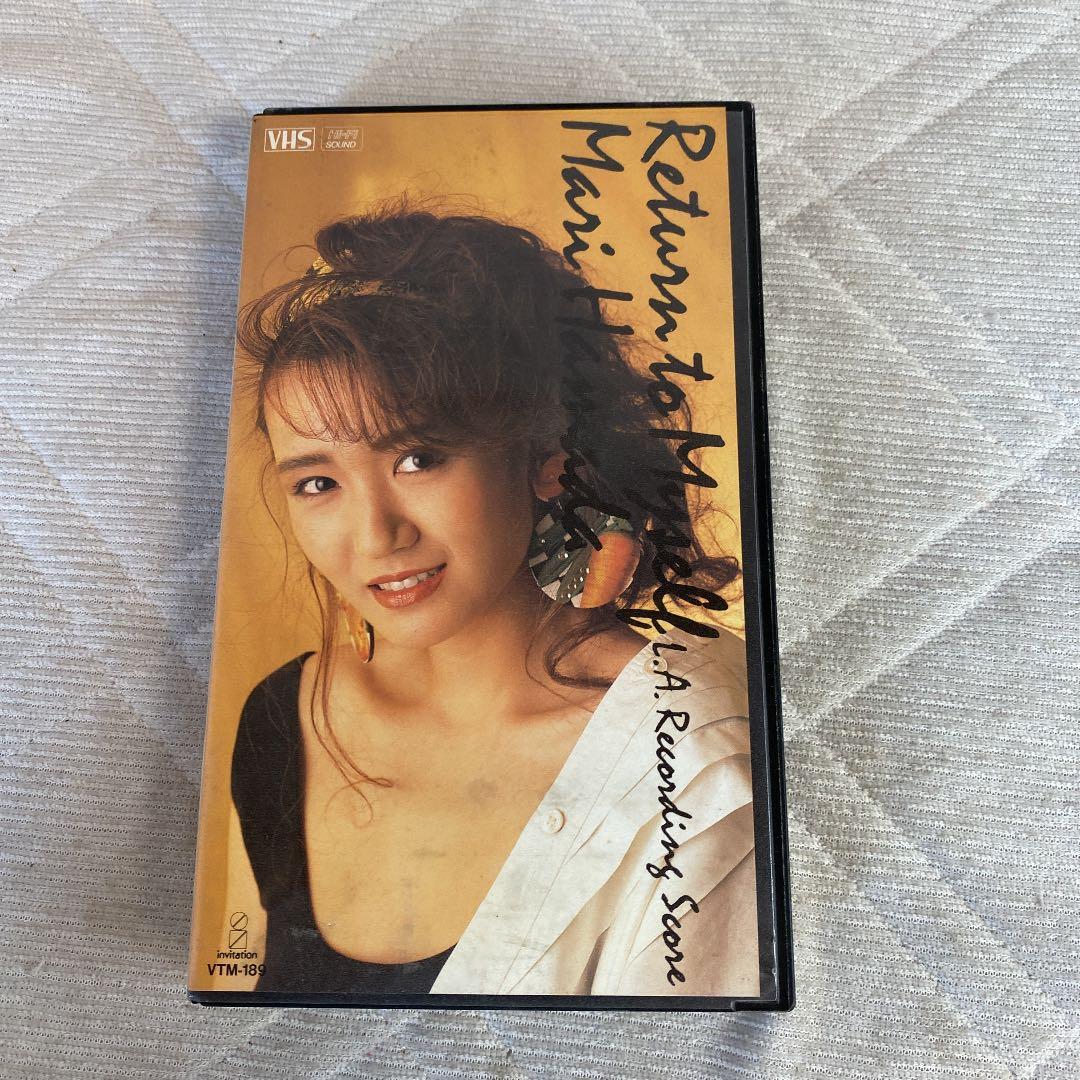 VHS
Hi-Fi
SOUND
Return to Myself, L.A. Recording Score
Mari Hamada
invitation
VTM-189